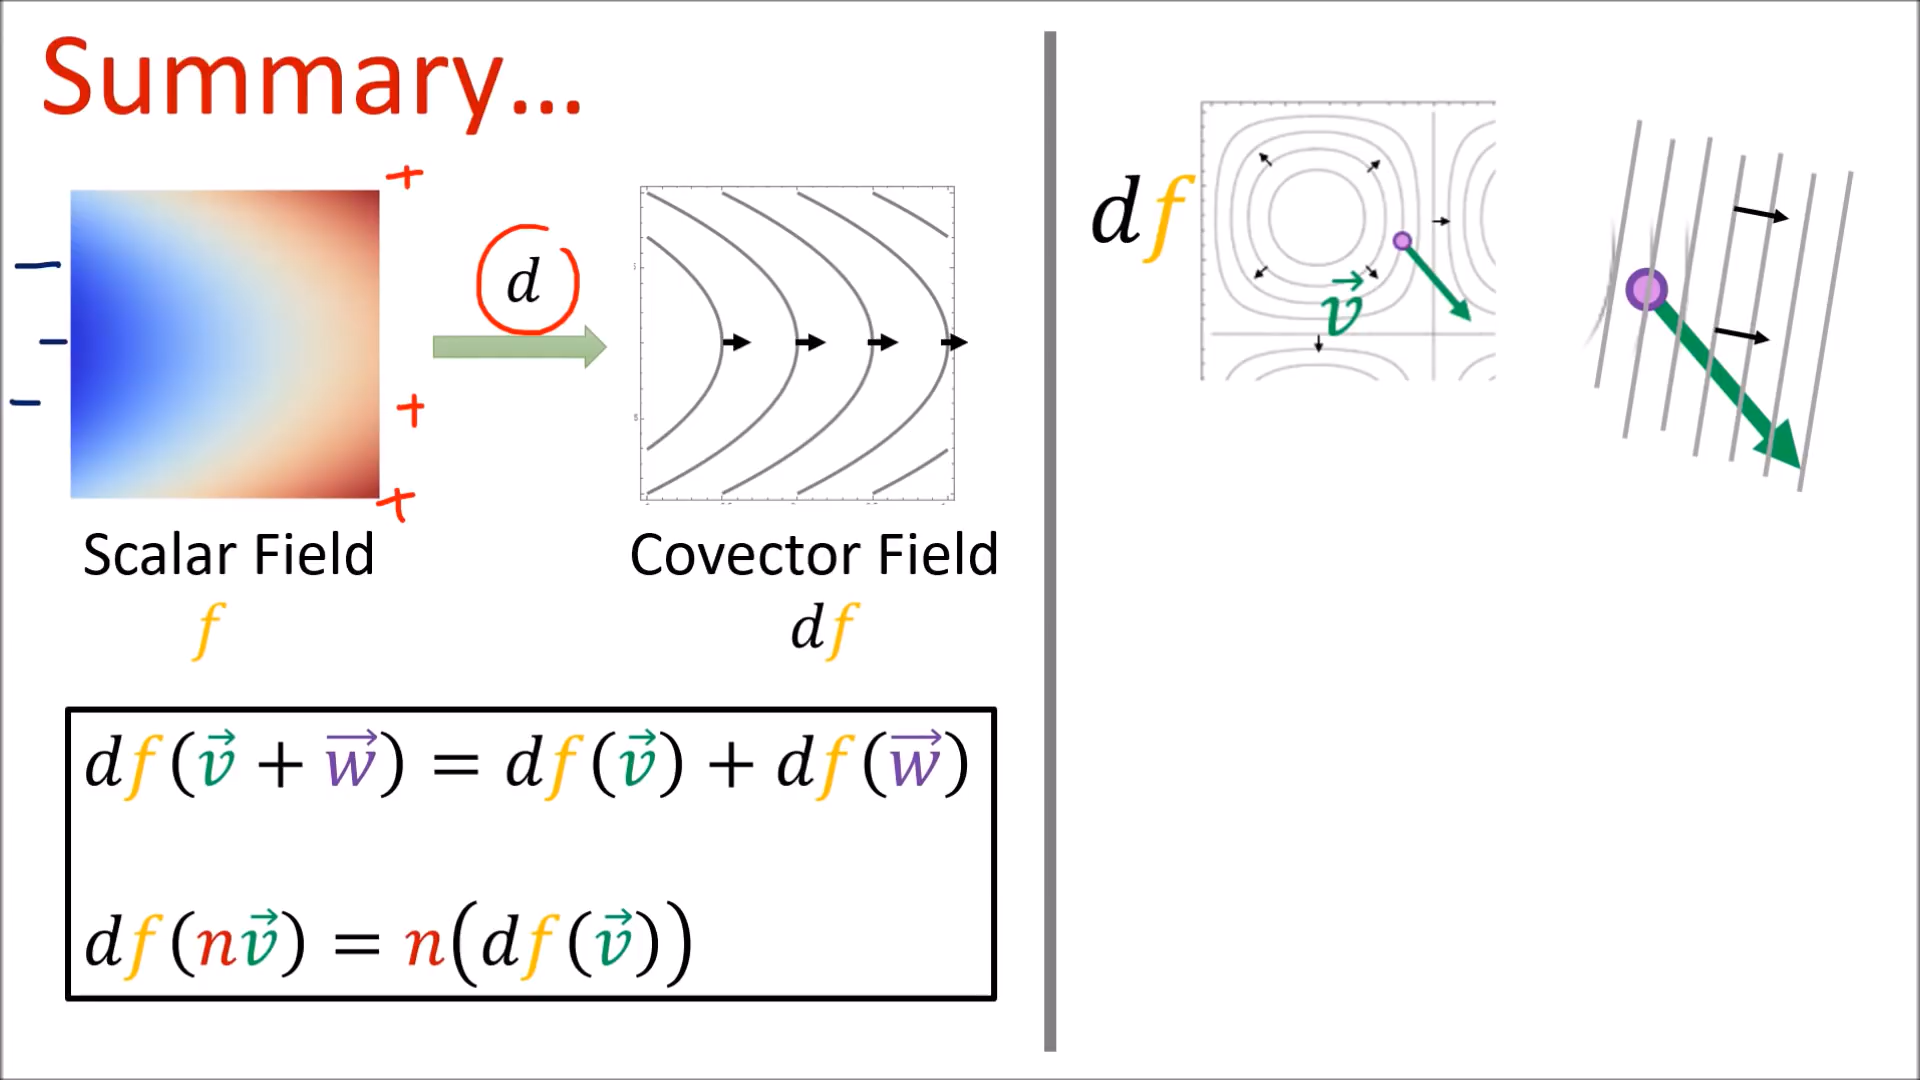 Summary...
+
d
−
−
−
+
+
Scalar Field
f
Covector Field
df
df(v⃗ + w⃗) = df(v⃗) + df(w⃗)
df(nv⃗) = n(df(v⃗))
df
v⃗